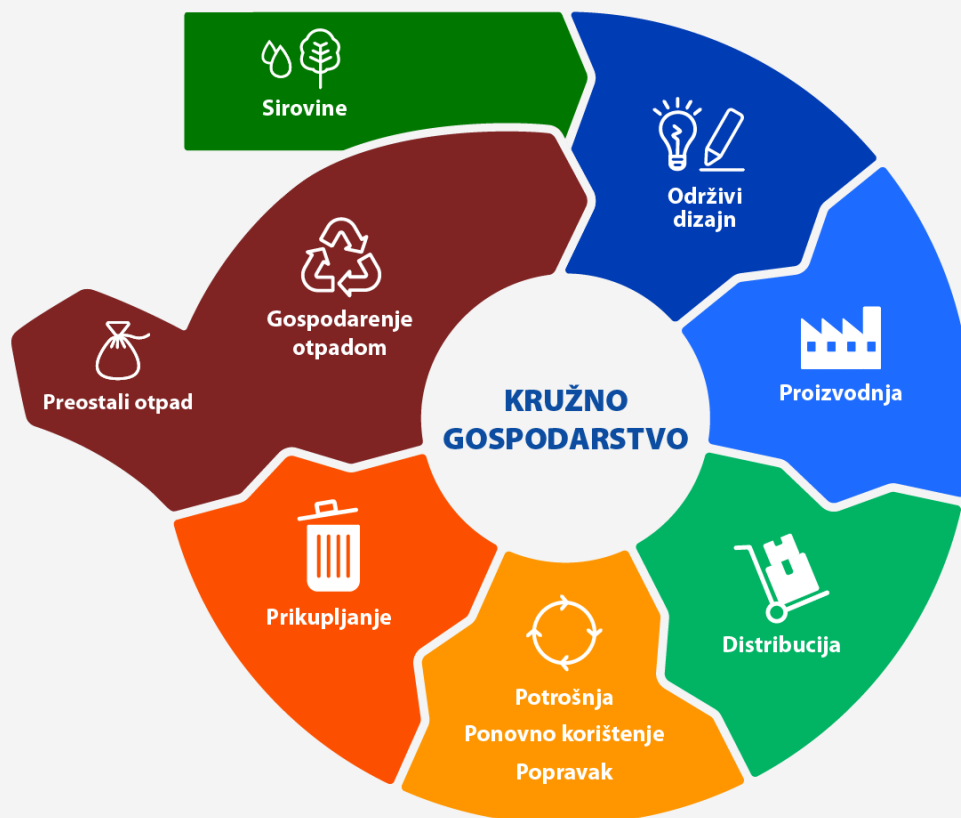 Sirovine
Održivi
dizajn
Proizvodnja
Distribucija
Potrošnja
Ponovno korištenje
Popravak
Prikupljanje
Gospodarenje
otpadom
Preostali otpad
KRUŽNO
GOSPODARSTVO